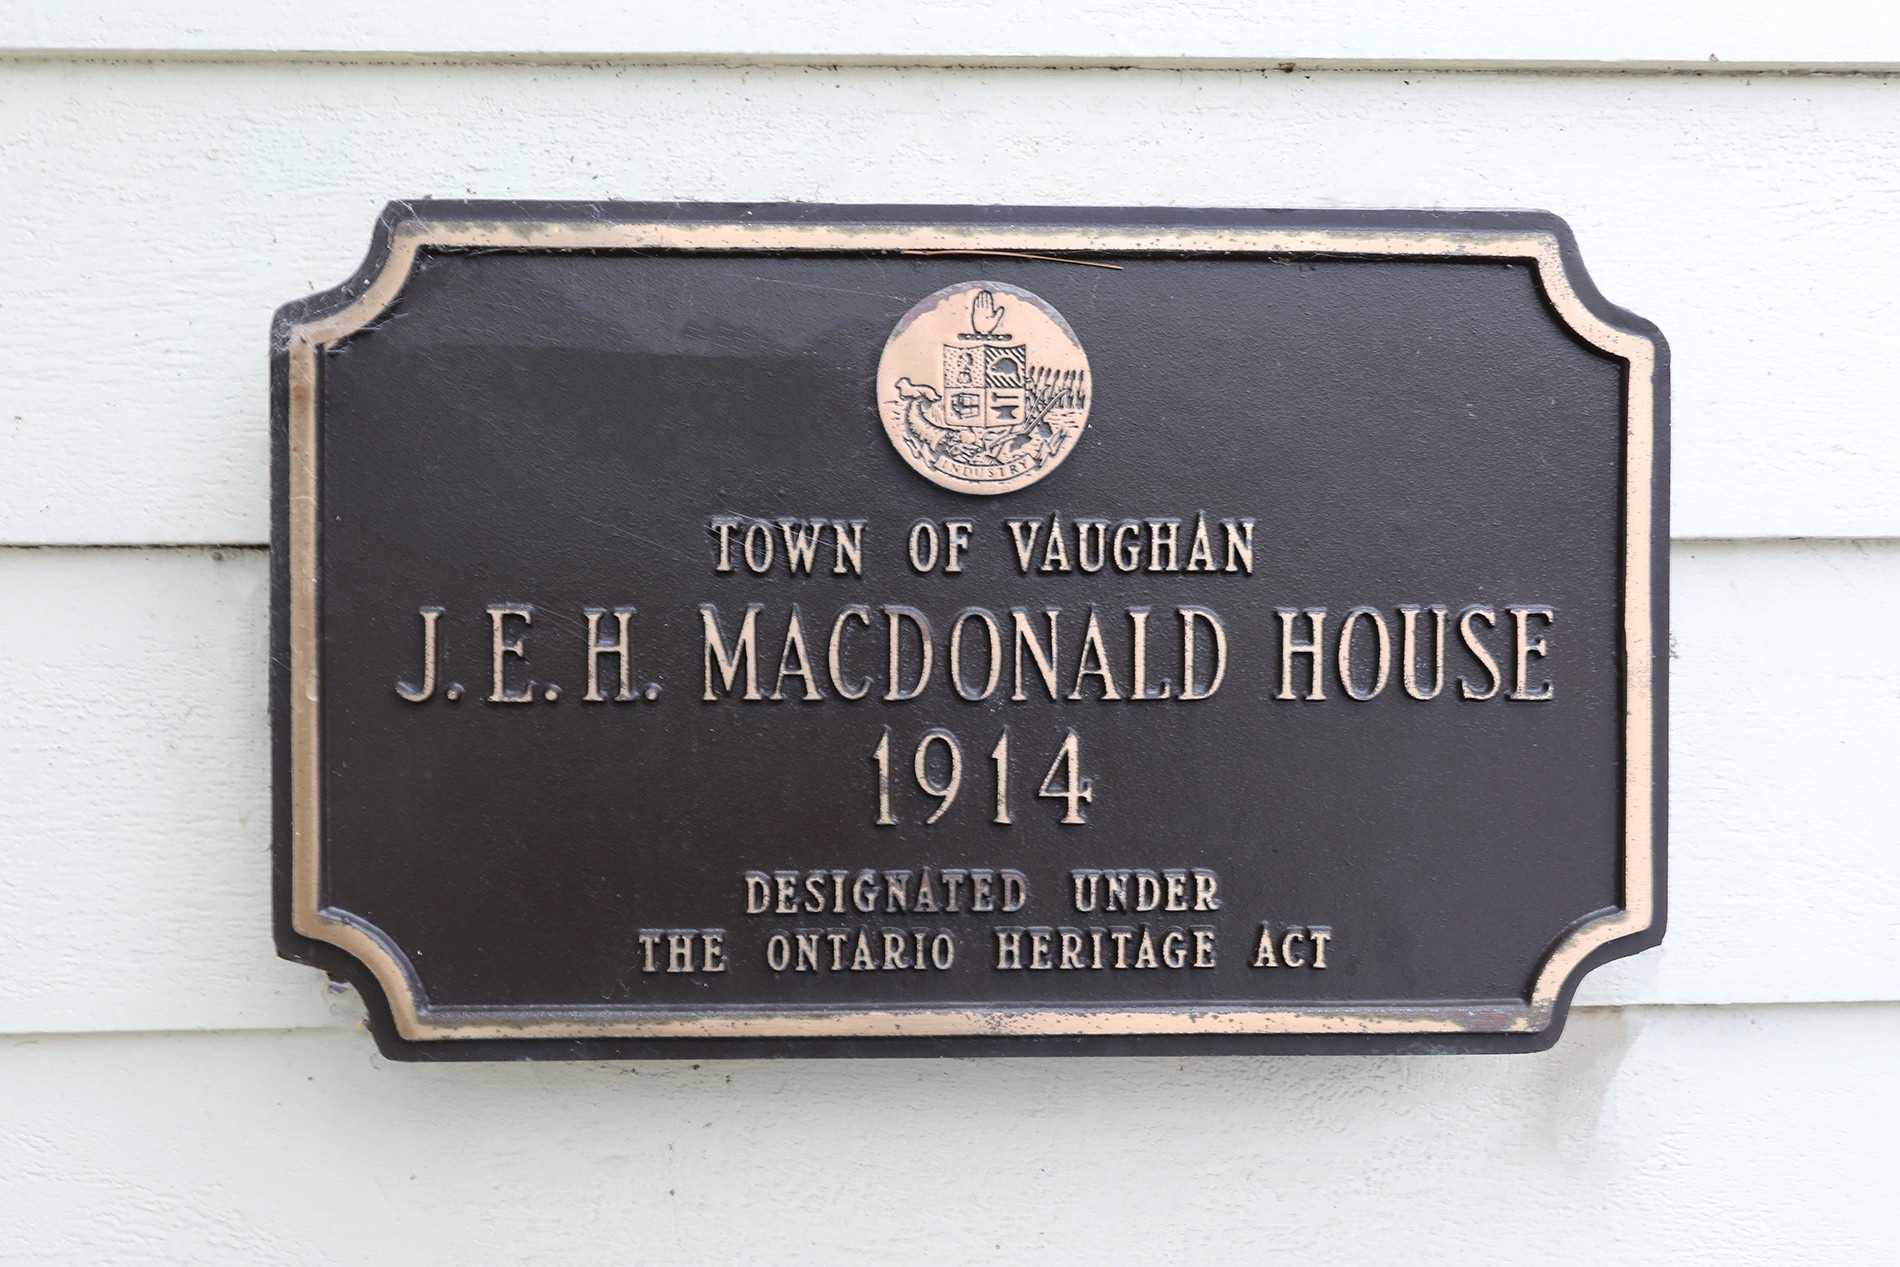 INDUSTRY
TOWN OF VAUGHAN
J. E. H. MACDONALD HOUSE
1914
DESIGNATED UNDER
THE ONTARIO HERITAGE ACT